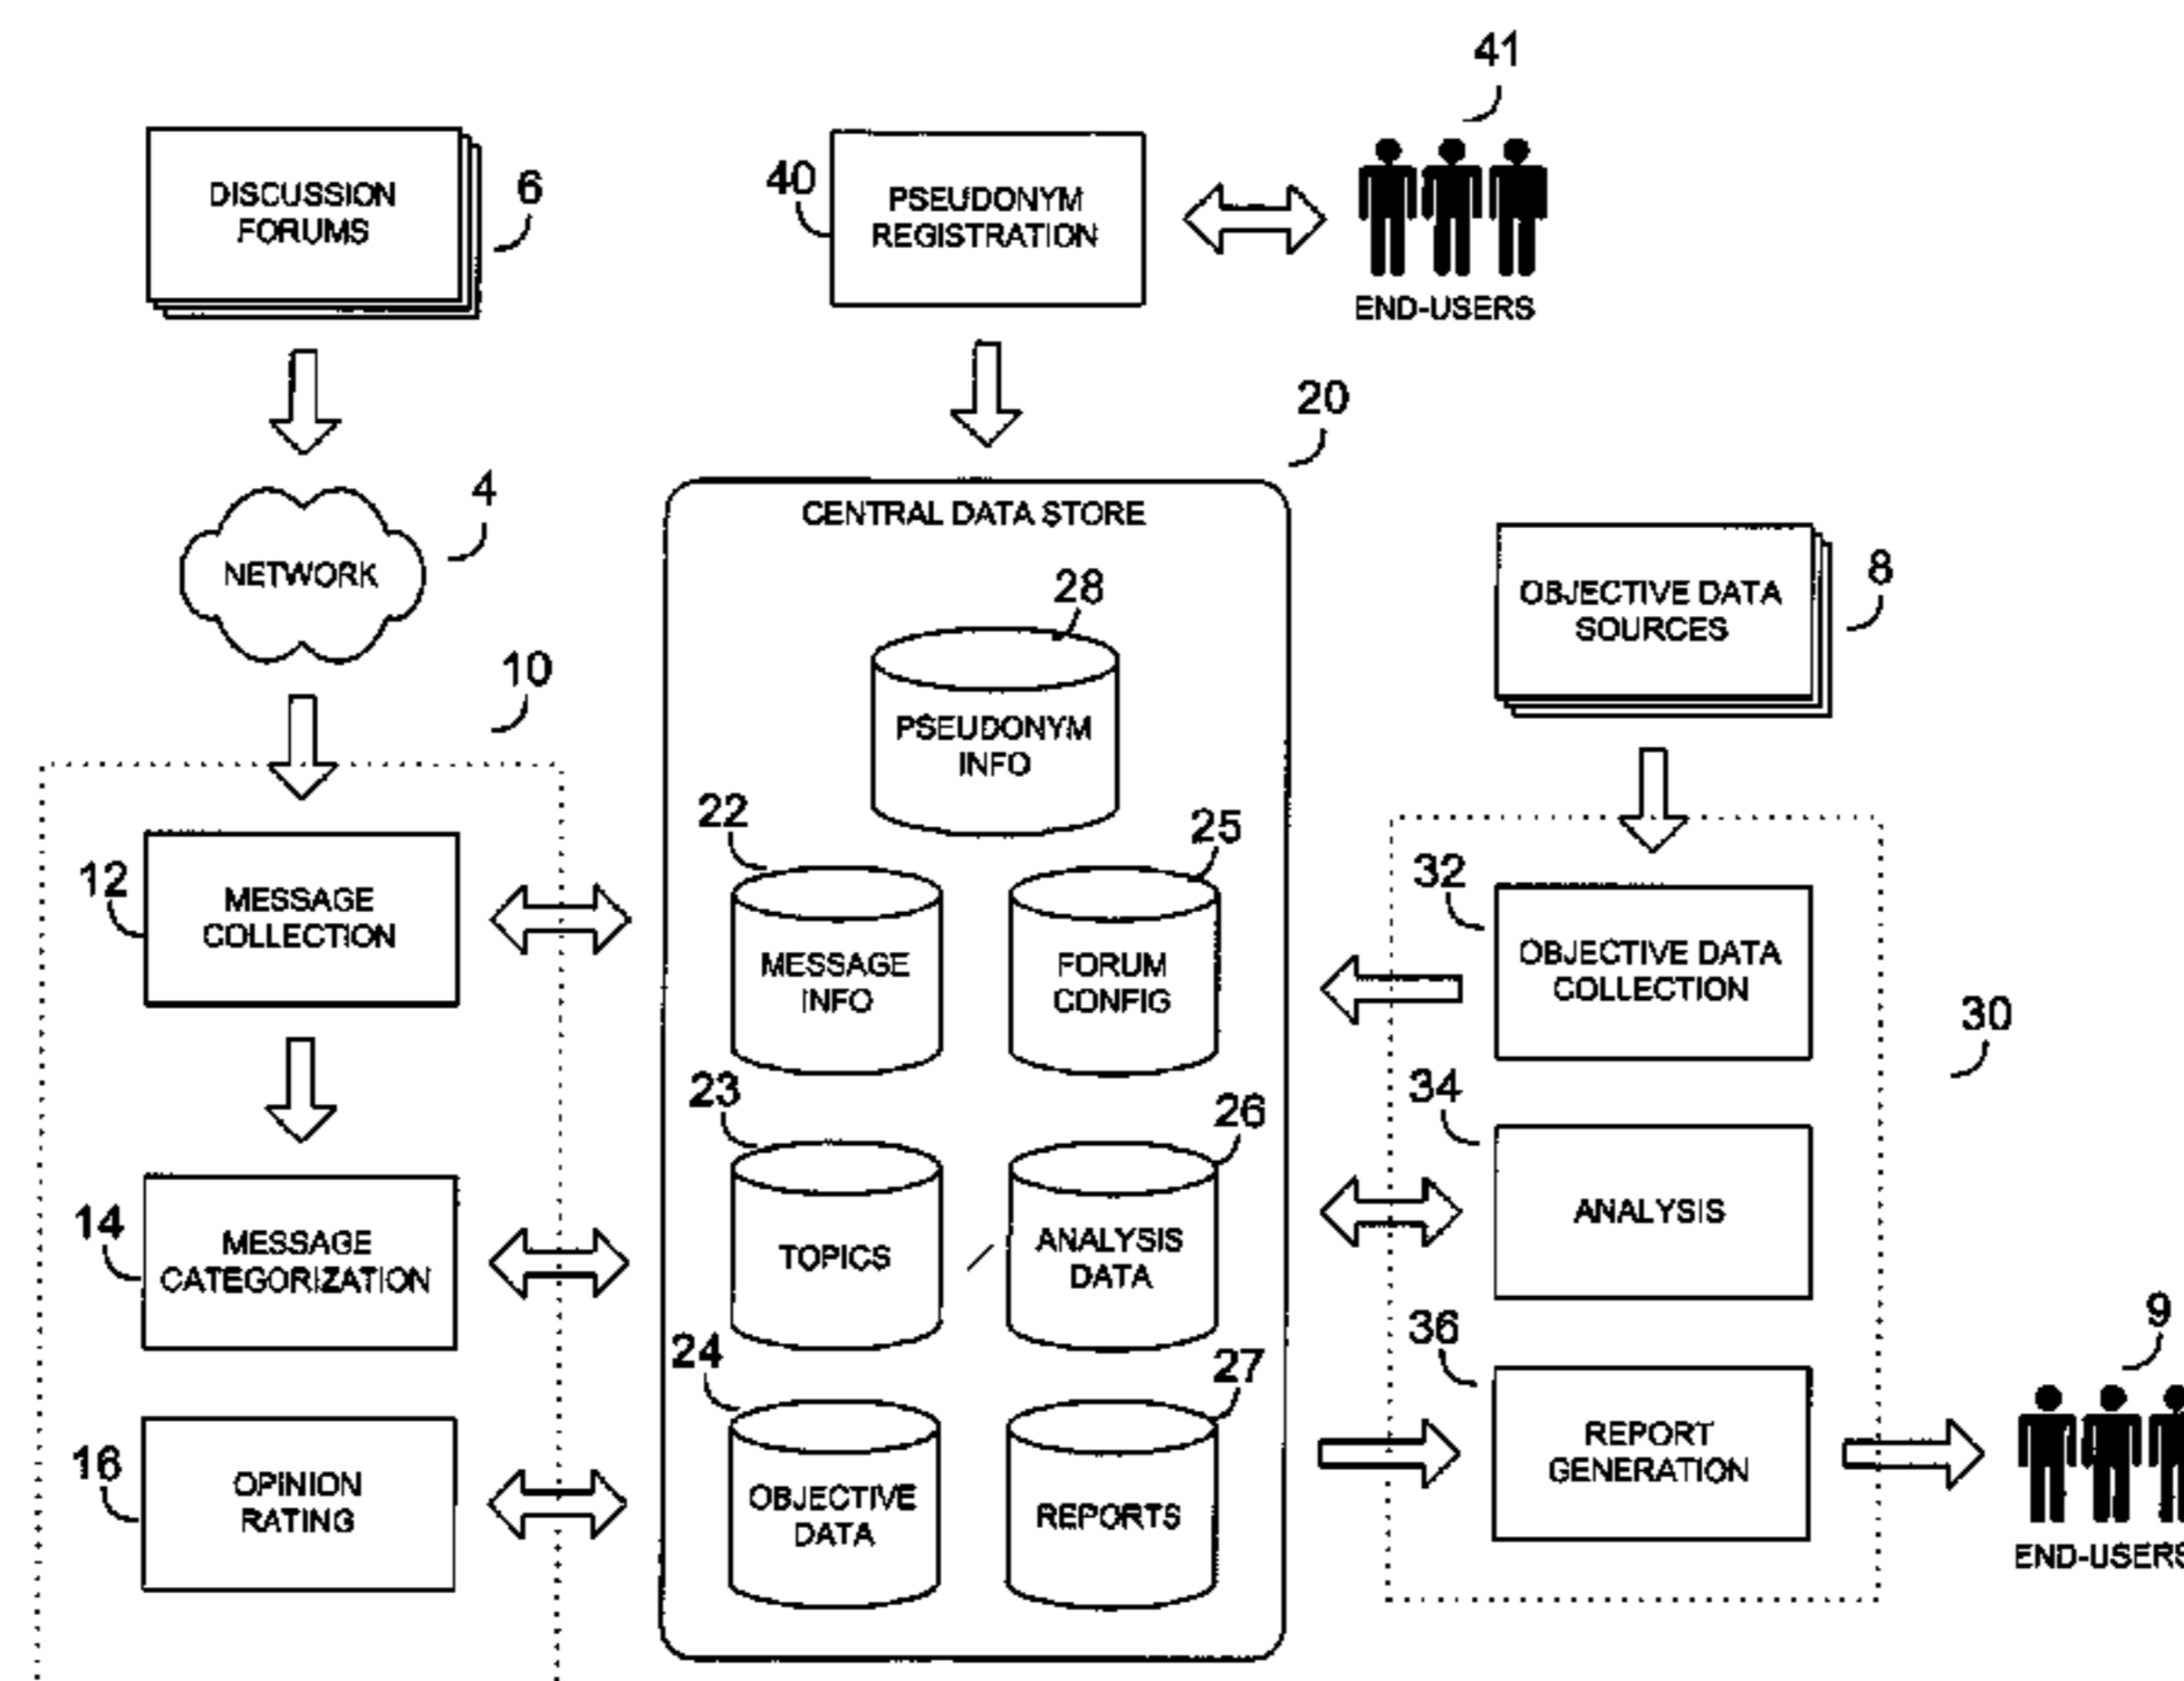 41
DISCUSSION
FORUMS
6
40
PSEUDONYM
REGISTRATION
END-USERS
20
4
NETWORK
CENTRAL DATA STORE
28
PSEUDONYM
INFO
8
OBJECTIVE DATA
SOURCES
10
12
MESSAGE
COLLECTION
22
MESSAGE
INFO
25
FORUM
CONFIG
32
OBJECTIVE DATA
COLLECTION
30
14
MESSAGE
CATEGORIZATION
23
TOPICS
26
ANALYSIS
DATA
34
ANALYSIS
16
OPINION
RATING
24
OBJECTIVE
DATA
27
REPORTS
36
REPORT
GENERATION
9
END-USERS